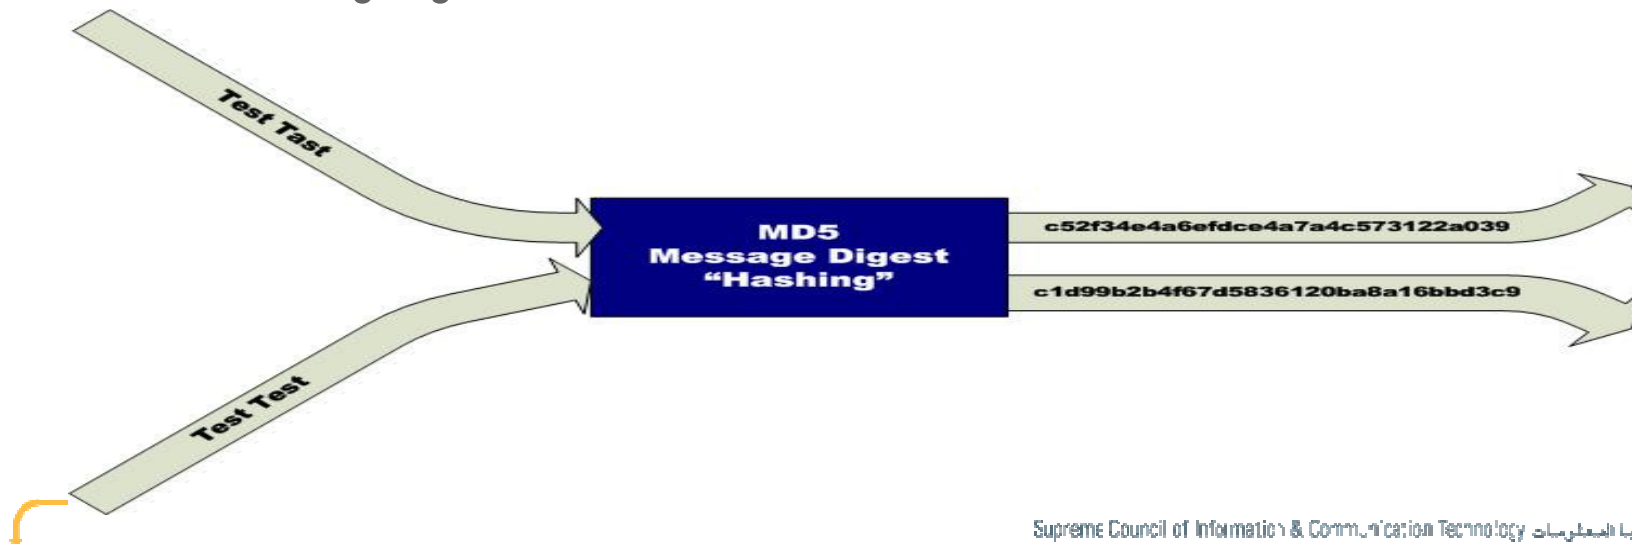 Test Tast
MD5
Message Digest
“Hashing”
c52f34e4a6efdce4a7a4c573122a039
c1d99b2b4f67d5836120ba8a16bbd3c9
Test Test
Supreme Council of Information & Communication Technology